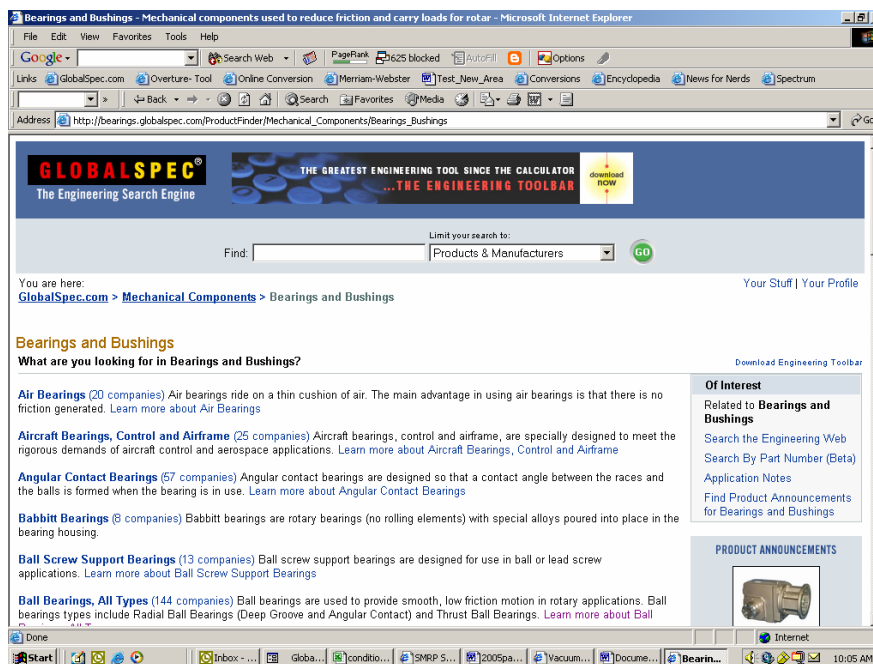 Bearings and Bushings - Mechanical components used to reduce friction and carry loads for rotar - Microsoft Internet Explorer
File Edit View Favorites Tools Help
Google Search Web PageRank 625 blocked AutoFill Options
Links GlobalSpec.com Overture- Tool Online Conversion Merriam-Webster Test_New_Area Conversions Encyclopedia News for Nerds Spectrum
Back Search Favorites Media
Address http://bearings.globalspec.com/ProductFinder/Mechanical_Components/Bearings_Bushings
GLOBALSPEC®
The Engineering Search Engine
THE GREATEST ENGINEERING TOOL SINCE THE CALCULATOR
...THE ENGINEERING TOOLBAR
download
now
Limit your search to:
Find: Products & Manufacturers GO
You are here:
GlobalSpec.com > Mechanical Components > Bearings and Bushings
Your Stuff | Your Profile
Bearings and Bushings
What are you looking for in Bearings and Bushings?
Download Engineering Toolbar
Air Bearings (20 companies) Air bearings ride on a thin cushion of air. The main advantage in using air bearings is that there is no
friction generated. Learn more about Air Bearings
Aircraft Bearings, Control and Airframe (25 companies) Aircraft bearings, control and airframe, are specially designed to meet the
rigorous demands of aircraft control and aerospace applications. Learn more about Aircraft Bearings, Control and Airframe
Angular Contact Bearings (57 companies) Angular contact bearings are designed so that a contact angle between the races and
the balls is formed when the bearing is in use. Learn more about Angular Contact Bearings
Babbitt Bearings (8 companies) Babbitt bearings are rotary bearings (no rolling elements) with special alloys poured into place in the
bearing housing.
Ball Screw Support Bearings (13 companies) Ball screw support bearings are designed for use in ball or lead screw
applications. Learn more about Ball Screw Support Bearings
Ball Bearings, All Types (144 companies) Ball bearings are used to provide smooth, low friction motion in rotary applications. Ball
bearings types include Radial Ball Bearings (Deep Groove and Angular Contact) and Thrust Ball Bearings. Learn more about Ball
Of Interest
Related to Bearings and
Bushings
Search the Engineering Web
Search By Part Number (Beta)
Application Notes
Find Product Announcements
for Bearings and Bushings
PRODUCT ANNOUNCEMENTS
Done Internet
Start Inbox - ... Globa... conditio... SMRP S... 2005pa... Vacuum... Docume... Bearin... 10:05 AM